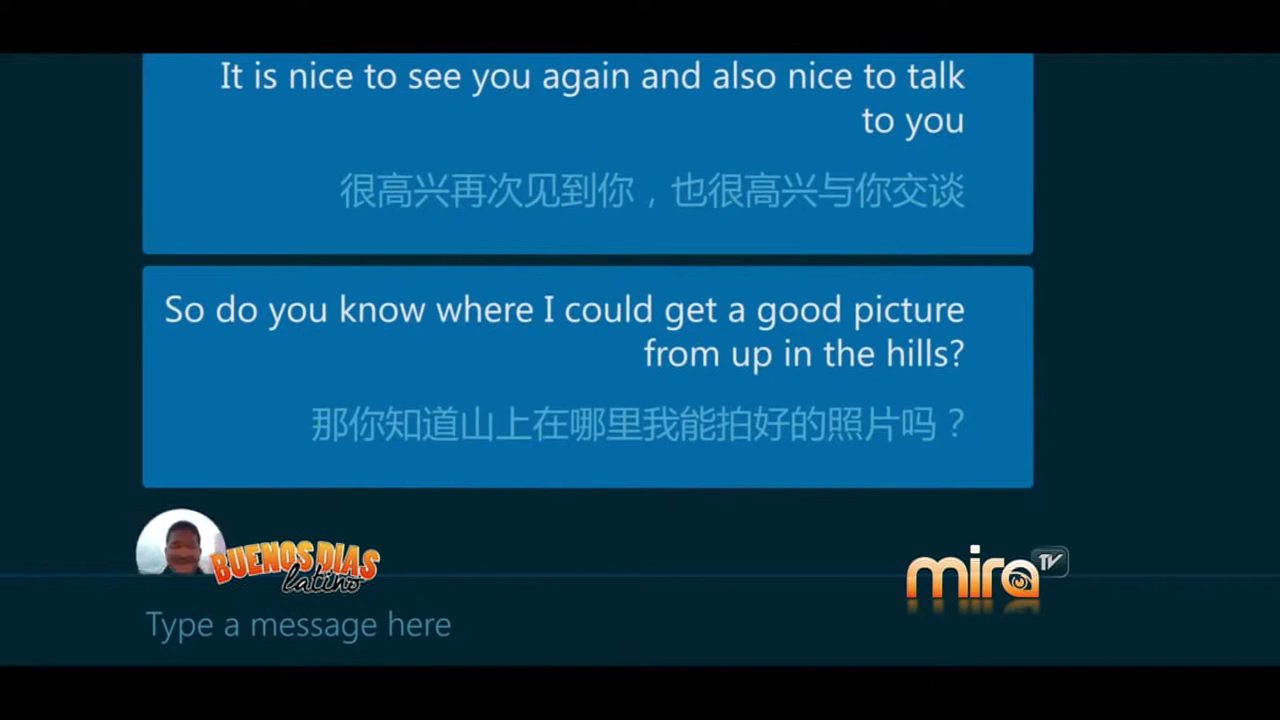 It is nice to see you again and also nice to talk
to you
很高兴再次见到你，也很高兴与你交谈
So do you know where I could get a good picture
from up in the hills?
那你知道山上在哪里我能拍好的照片吗？
BUENOS DIAS
latino
mira TV
Type a message here